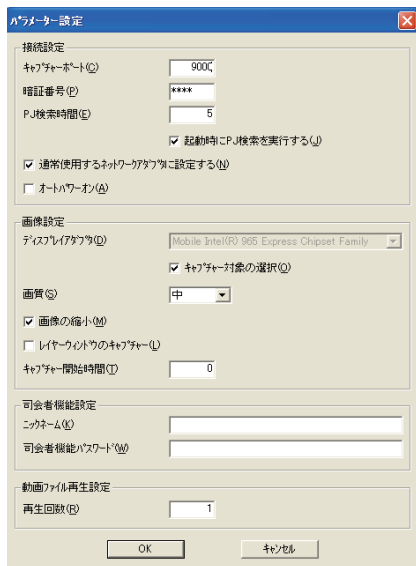 パラメーター設定
接続設定
キャプチャーポート(C) 9000
暗証番号(P) ****
PJ検索時間(E) 5
起動時にPJ検索を実行する(J)
通常使用するネットワークアダプタに設定する(N)
オートパワーオン(A)
画像設定
ディスプレイアダプタ(D) Mobile Intel(R) 965 Express Chipset Family
キャプチャー対象の選択(O)
画質(S) 中
画像の縮小(M)
レイヤーウィンドウのキャプチャー(L)
キャプチャー開始時間(T) 0
司会者機能設定
ニックネーム(K)
司会者機能パスワード(W)
動画ファイル再生設定
再生回数(R) 1
OK キャンセル